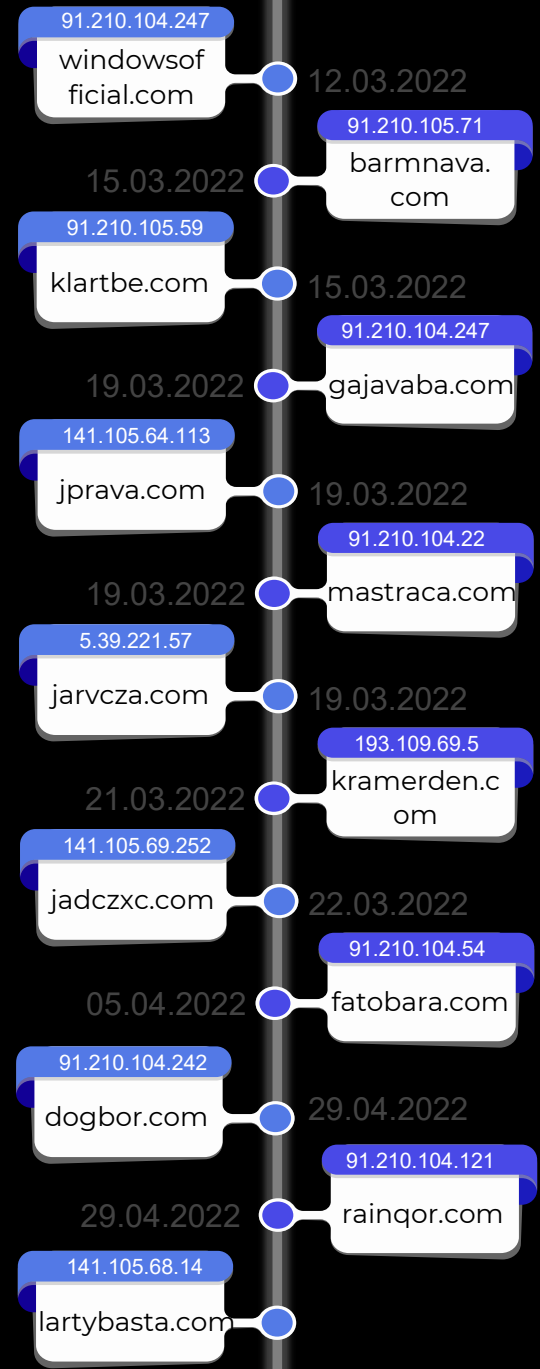 91.210.104.247
windowsof
ficial.com
12.03.2022
91.210.105.71
barmnava.
com
15.03.2022
91.210.105.59
klartbe.com
15.03.2022
91.210.104.247
gajavaba.com
19.03.2022
141.105.64.113
jprava.com
19.03.2022
91.210.104.22
mastraca.com
19.03.2022
5.39.221.57
jarvcza.com
19.03.2022
193.109.69.5
kramerden.c
om
21.03.2022
141.105.69.252
jadczxc.com
22.03.2022
91.210.104.54
fatobara.com
05.04.2022
91.210.104.242
dogbor.com
29.04.2022
91.210.104.121
rainqor.com
29.04.2022
141.105.68.14
lartybasta.com